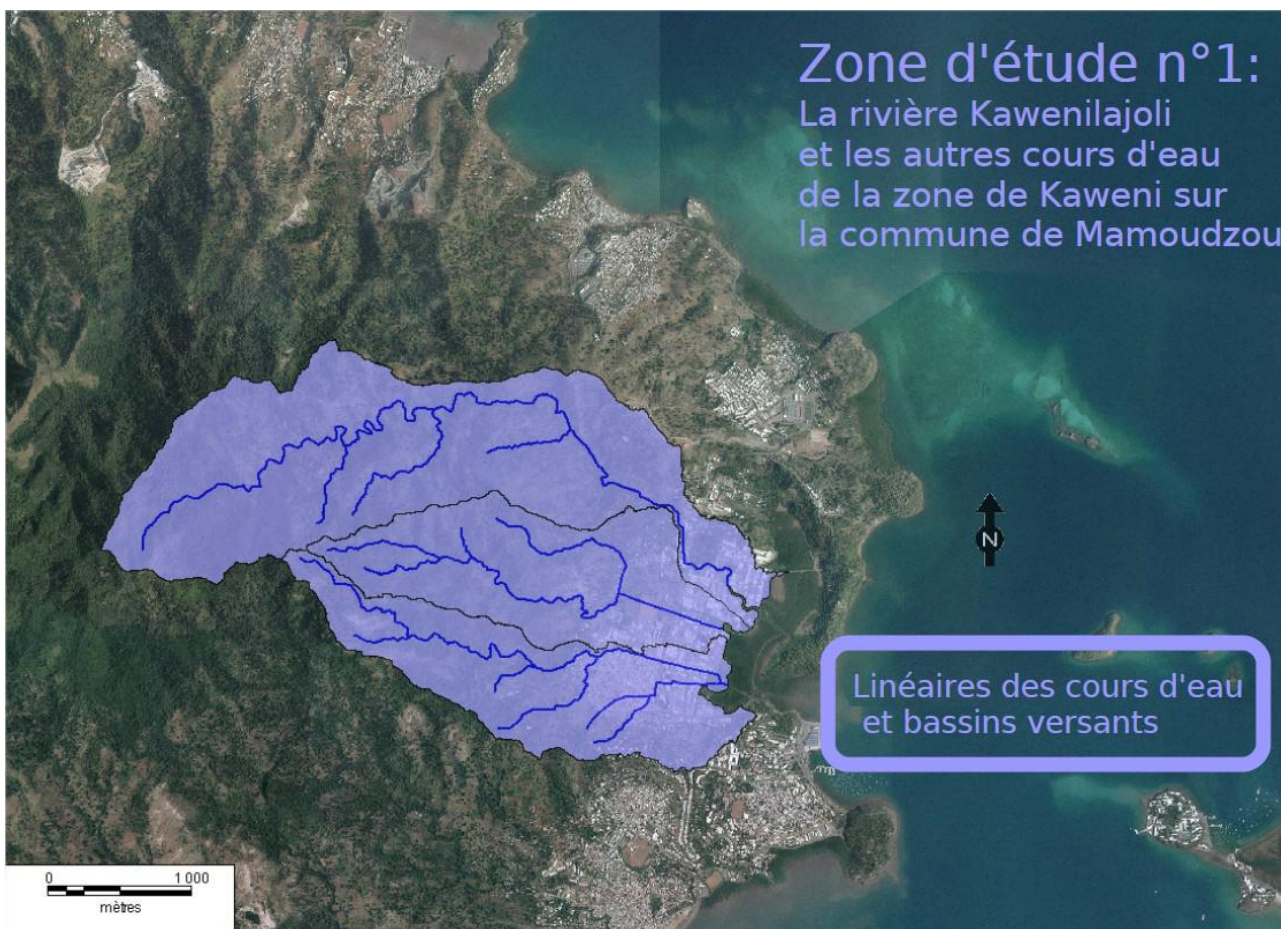 Zone d'étude n°1:
La rivière Kawenilajoli
et les autres cours d'eau
de la zone de Kaweni sur
la commune de Mamoudzou
N
Linéaires des cours d'eau
et bassins versants
0 1 000
mètres